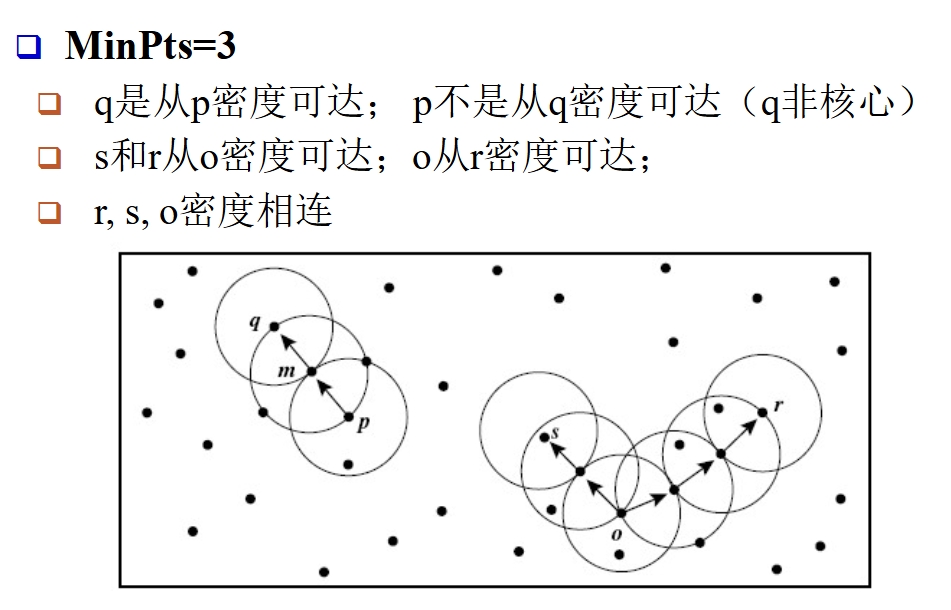 MinPts=3
q是从p密度可达； p不是从q密度可达（q非核心）
s和r从o密度可达；o从r密度可达；
r, s, o密度相连
q
m
p
s
r
o